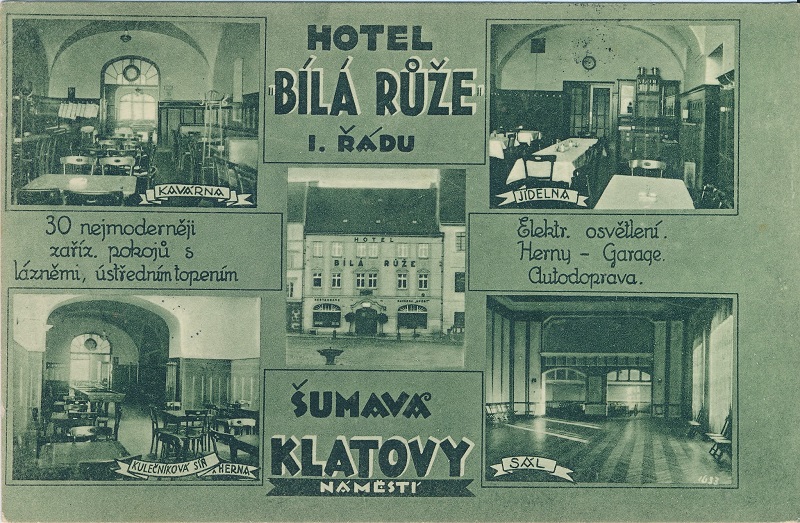 HOTEL
"BÍLÁ RŮŽE"
I. ŘÁDU
KAVÁRNA
JÍDELNA
30 nejmoderněji
zaříz. pokojů s
lázněmi, ústředním topením
HOTEL
BÍLÁ RŮŽE
Elektr. osvětlení.
Herny - Garage.
Autodoprava.
KULEČNÍKOVÁ SÍŇ A HERNA
ŠUMAVA
KLATOVY
NÁMĚSTÍ
SÁL
1633